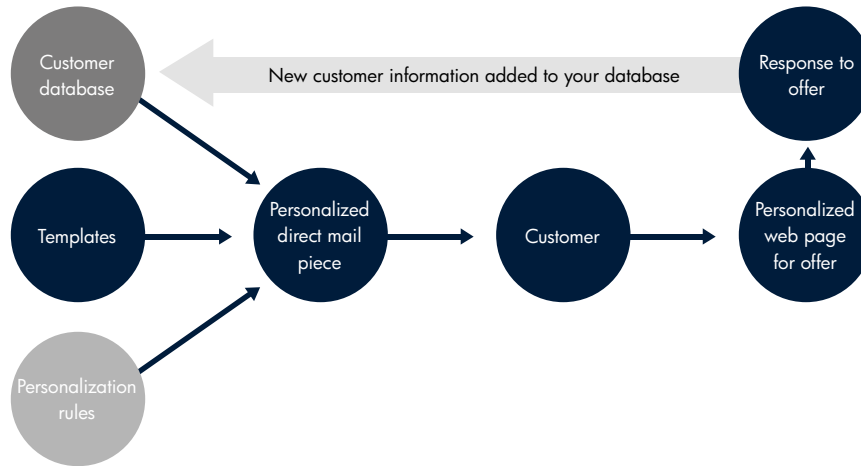 Customer
database
New customer information added to your database
Response to
offer
Templates
Personalized
direct mail
piece
Customer
Personalized
web page
for offer
Personalization
rules